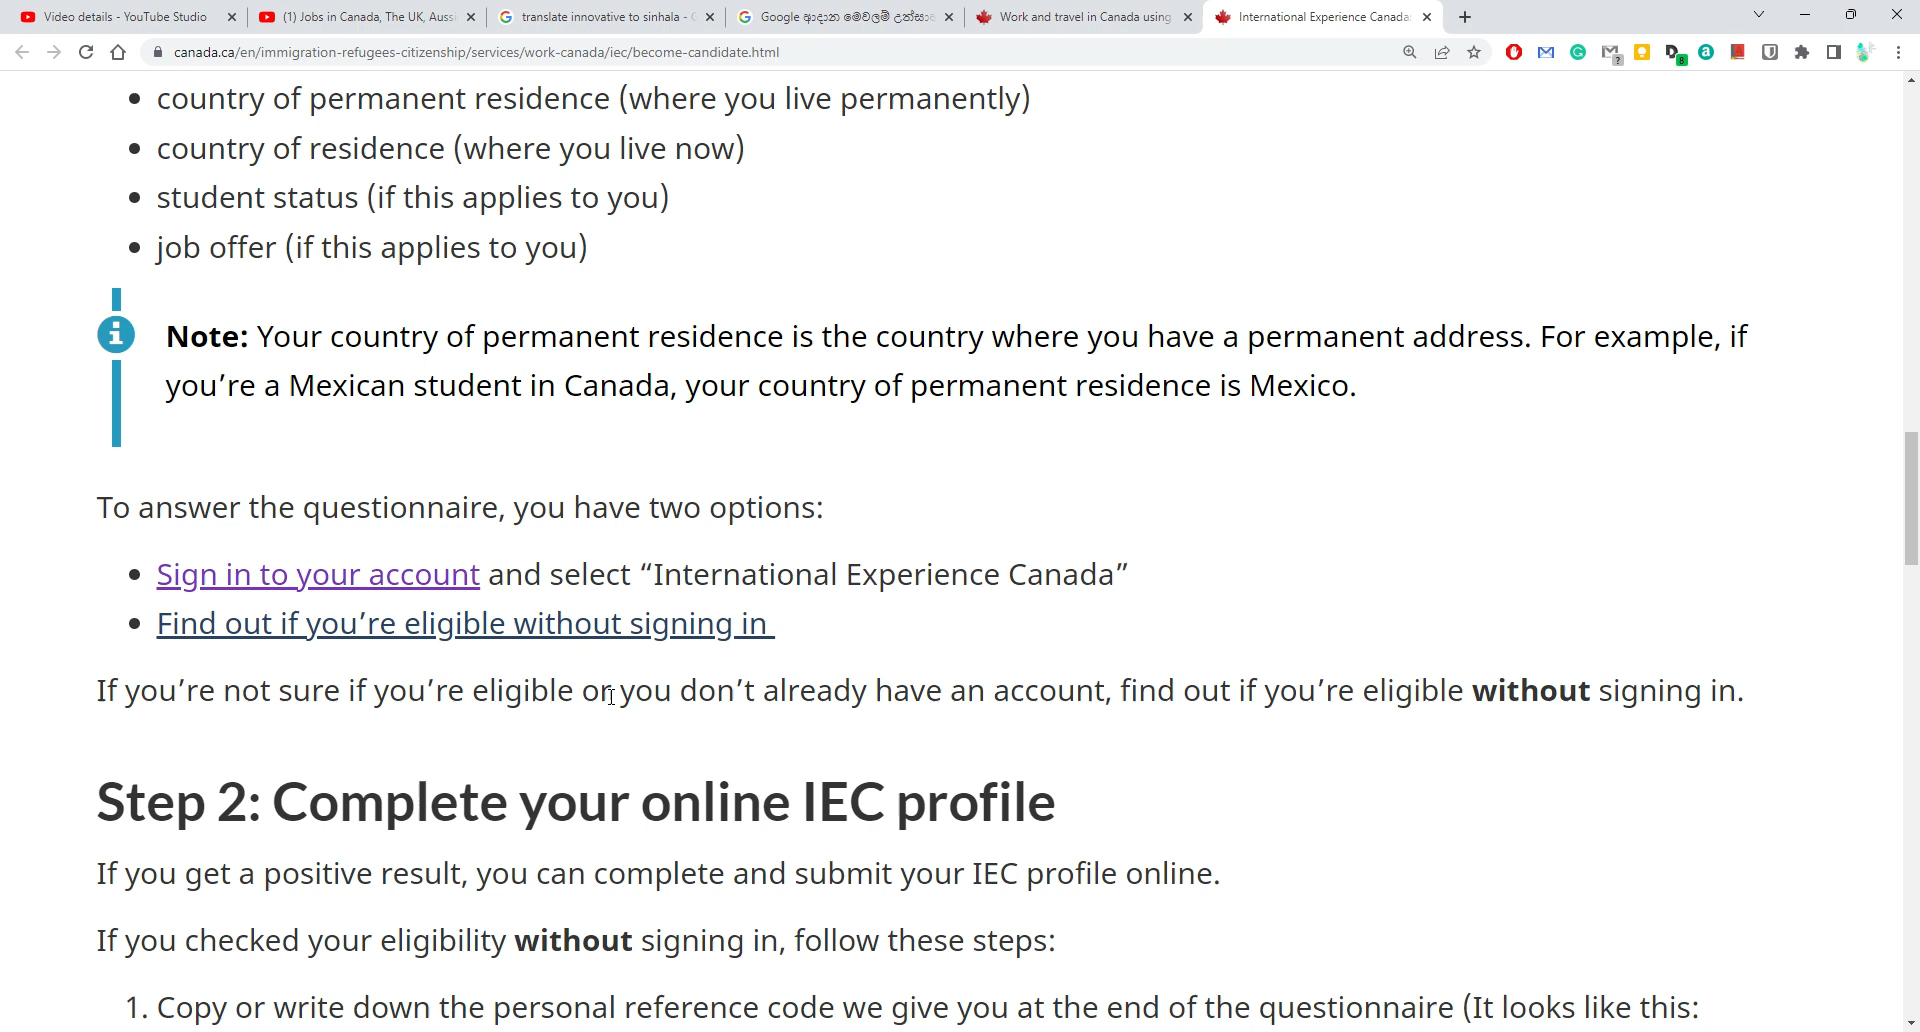 Video details - YouTube Studio
(1) Jobs in Canada, The UK, Aussi
translate innovative to sinhala - G
Google ආදාන මෙවලම් උත්සාහ
Work and travel in Canada using
International Experience Canada:
canada.ca/en/immigration-refugees-citizenship/services/work-canada/iec/become-candidate.html
• country of permanent residence (where you live permanently)
• country of residence (where you live now)
• student status (if this applies to you)
• job offer (if this applies to you)
Note: Your country of permanent residence is the country where you have a permanent address. For example, if
you’re a Mexican student in Canada, your country of permanent residence is Mexico.
To answer the questionnaire, you have two options:
• Sign in to your account and select “International Experience Canada”
• Find out if you’re eligible without signing in
If you’re not sure if you’re eligible or you don’t already have an account, find out if you’re eligible without signing in.
Step 2: Complete your online IEC profile
If you get a positive result, you can complete and submit your IEC profile online.
If you checked your eligibility without signing in, follow these steps:
1. Copy or write down the personal reference code we give you at the end of the questionnaire (It looks like this: